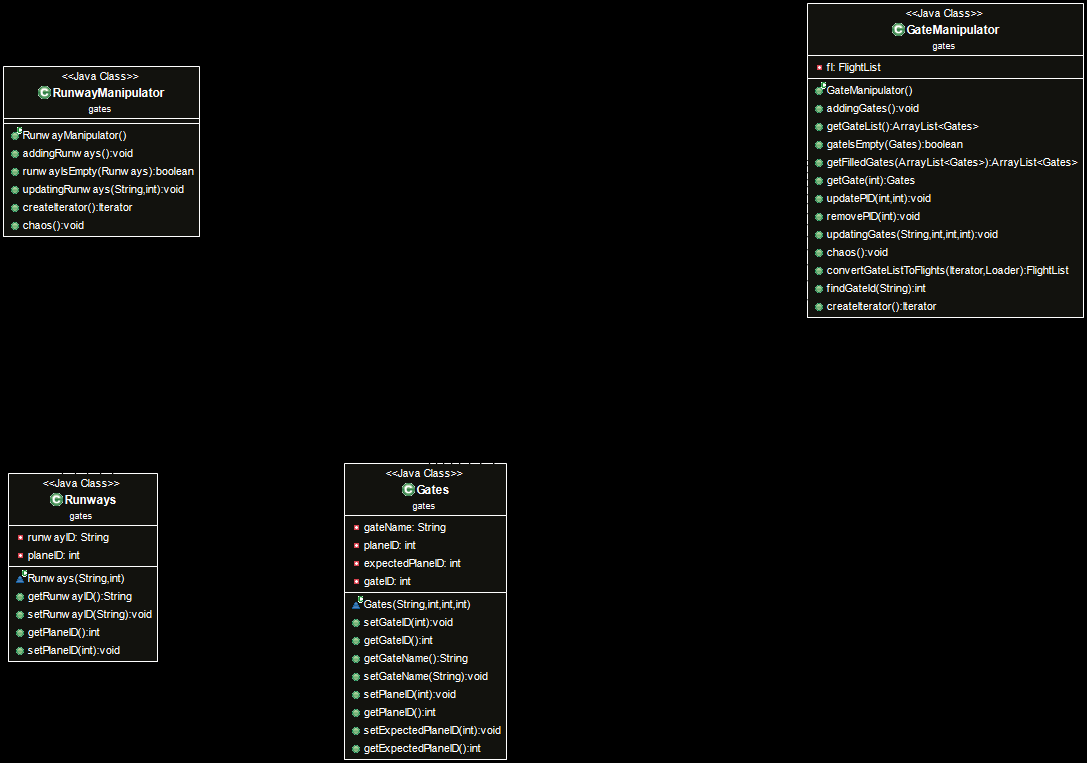 <<Java Class>>
RunwayManipulator
gates
RunwayManipulator()
addingRunways():void
runwayIsEmpty(Runways):boolean
updatingRunways(String,int):void
createIterator():Iterator
chaos():void
<<Java Class>>
GateManipulator
gates
fl: FlightList
GateManipulator()
addingGates():void
getGateList():ArrayList<Gates>
gateIsEmpty(Gates):boolean
getFilledGates(ArrayList<Gates>):ArrayList<Gates>
getGate(int):Gates
updatePID(int,int):void
removePID(int):void
updatingGates(String,int,int,int):void
chaos():void
convertGateListToFlights(Iterator,Loader):FlightList
findGateId(String):int
createIterator():Iterator
<<Java Class>>
Runways
gates
runwayID: String
planeID: int
Runways(String,int)
getRunwayID():String
setRunwayID(String):void
getPlaneID():int
setPlaneID(int):void
<<Java Class>>
Gates
gates
gateName: String
planeID: int
expectedPlaneID: int
gateID: int
Gates(String,int,int,int)
setGateID(int):void
getGateID():int
getGateName():String
setGateName(String):void
setPlaneID(int):void
getPlaneID():int
setExpectedPlaneID(int):void
getExpectedPlaneID():int